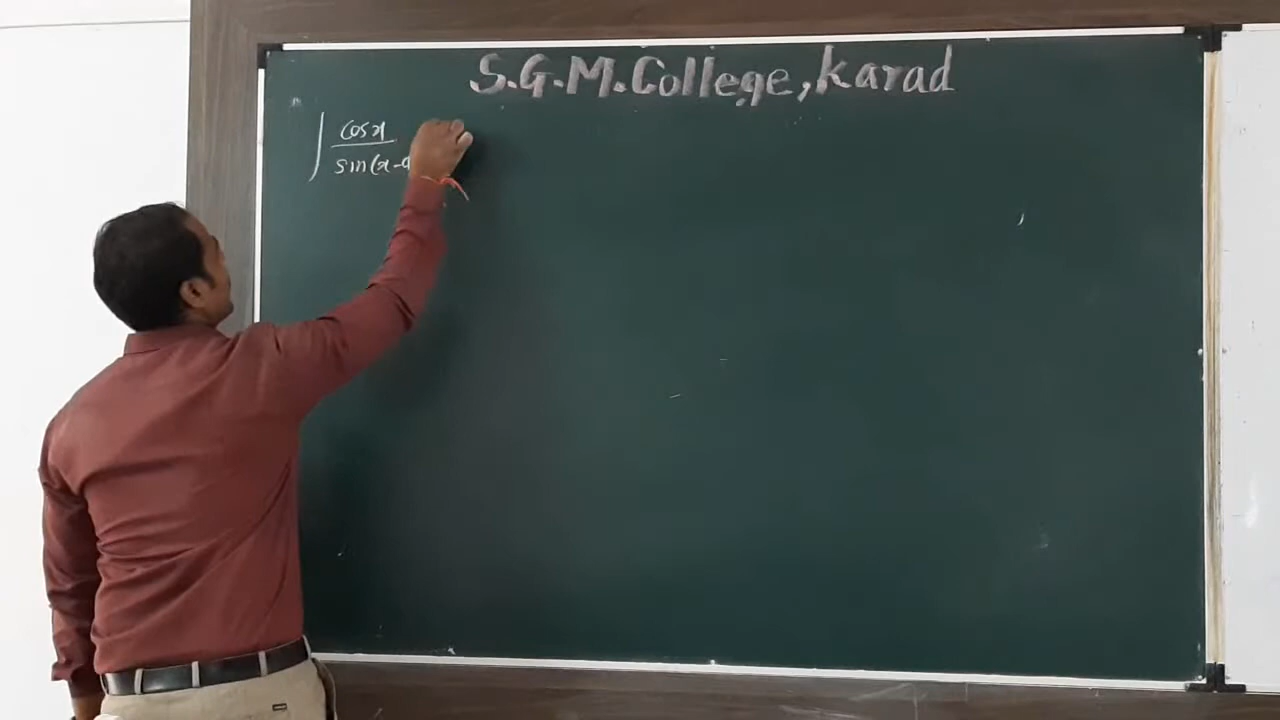 S.G.M. College, Karad
∫ cosx
sin(x-a